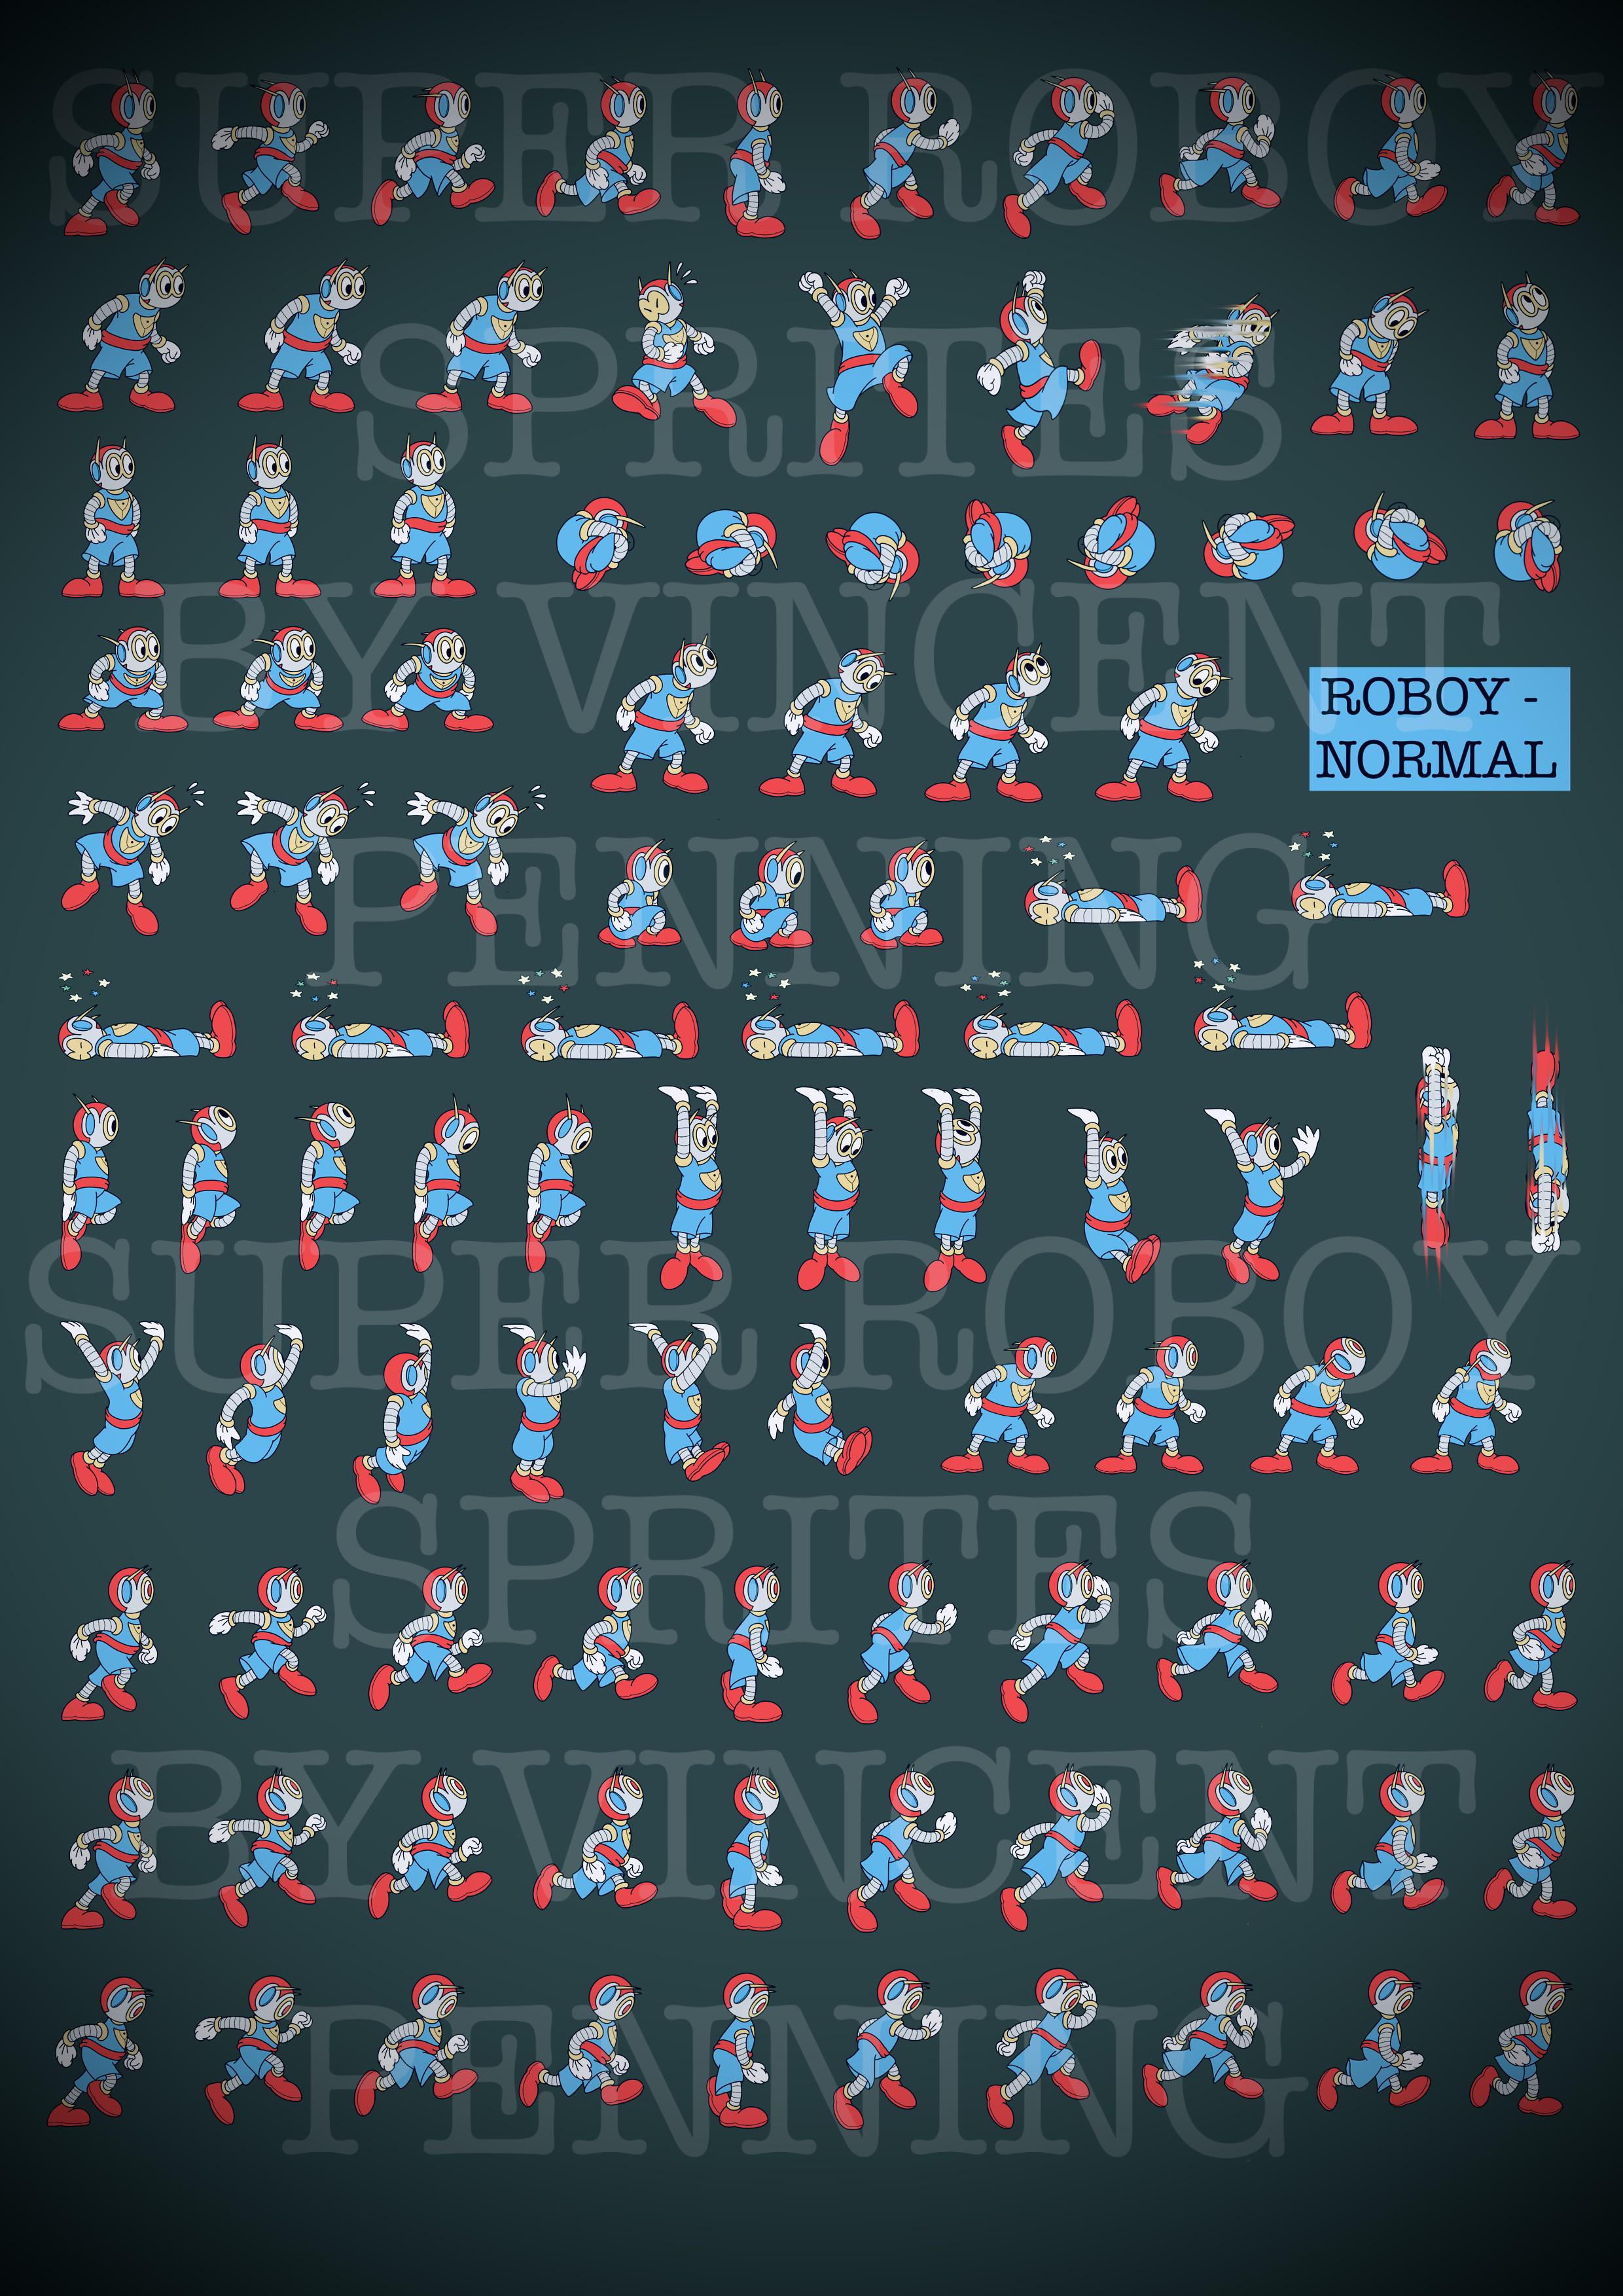 SUPER ROBOY
SPRITES
BY VINCENT
ROBOY -
NORMAL
PENNING
SUPER ROBOY
SPRITES
BY VINCENT
PENNING